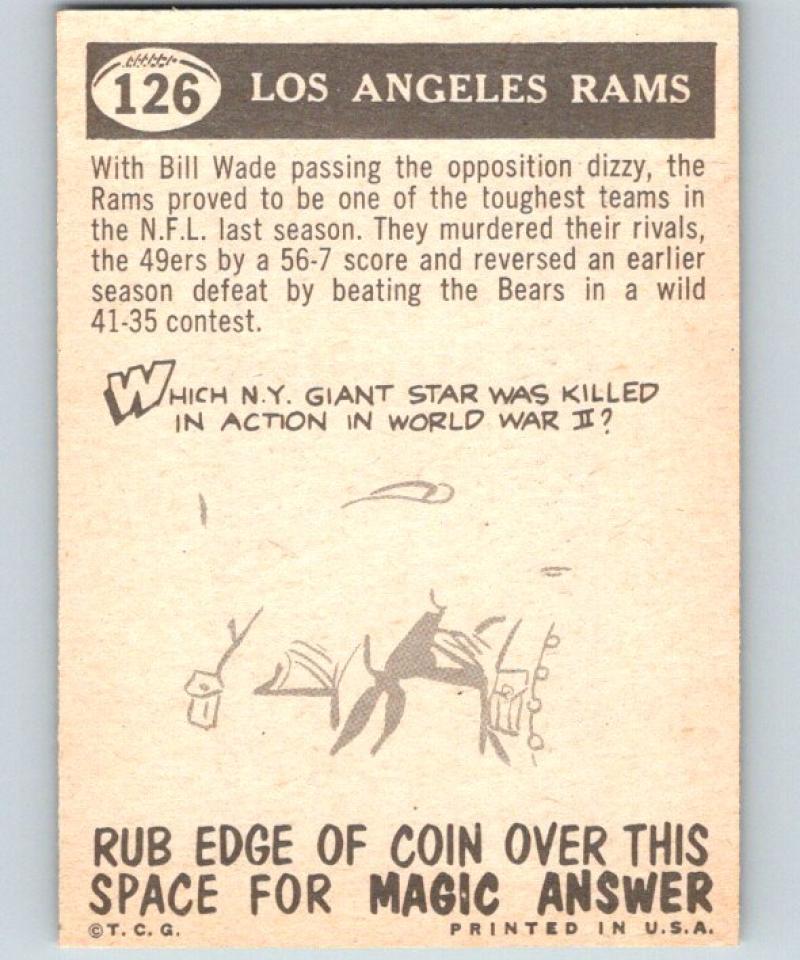 126 LOS ANGELES RAMS
With Bill Wade passing the opposition dizzy, the
Rams proved to be one of the toughest teams in
the N.F.L. last season. They murdered their rivals,
the 49ers by a 56-7 score and reversed an earlier
season defeat by beating the Bears in a wild
41-35 contest.
WHICH N.Y. GIANT STAR WAS KILLED
IN ACTION IN WORLD WAR II?
RUB EDGE OF COIN OVER THIS
SPACE FOR MAGIC ANSWER
©T.C.G. PRINTED IN U.S.A.